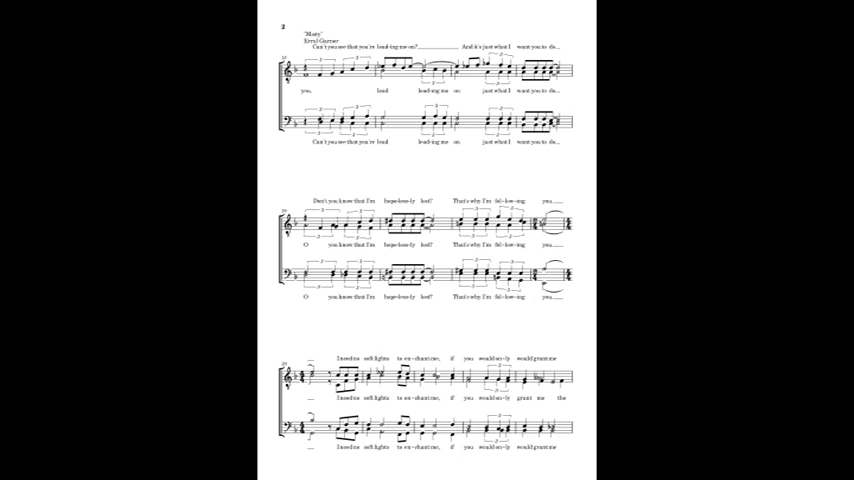 2
"Misty"
Errol Garner
Can't you see that you're lead-ing me on? And it's just what I want you to do
you. lead lead-ing me on just what I want you to do
Can't you see that you're lead lead-ing me on just what I want you to do
Don't you know that I'm hope-less-ly lost? That's why I'm fol-low-ing you
O you know that I'm hope-less-ly lost? That's why I'm fol-low-ing you
O you know that I'm hope-less-ly lost? That's why I'm fol-low-ing you
I need no soft lights to en-chant me, if you would on-ly would grant me
I need no soft lights to en-chant me, if you would on-ly grant me the
I need no soft lights to en-chant me, if you would on-ly would grant me